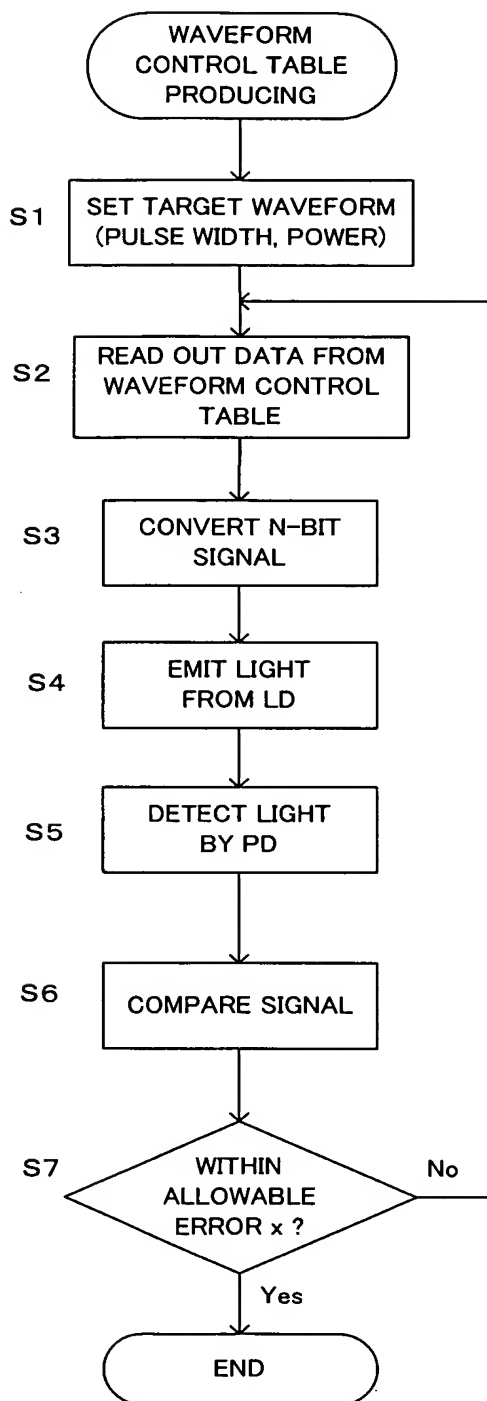 WAVEFORM
CONTROL TABLE
PRODUCING
S1
SET TARGET WAVEFORM
(PULSE WIDTH, POWER)
S2
READ OUT DATA FROM
WAVEFORM CONTROL
TABLE
S3
CONVERT N-BIT
SIGNAL
S4
EMIT LIGHT
FROM LD
S5
DETECT LIGHT
BY PD
S6
COMPARE SIGNAL
S7
WITHIN
ALLOWABLE
ERROR x ?
No
Yes
END